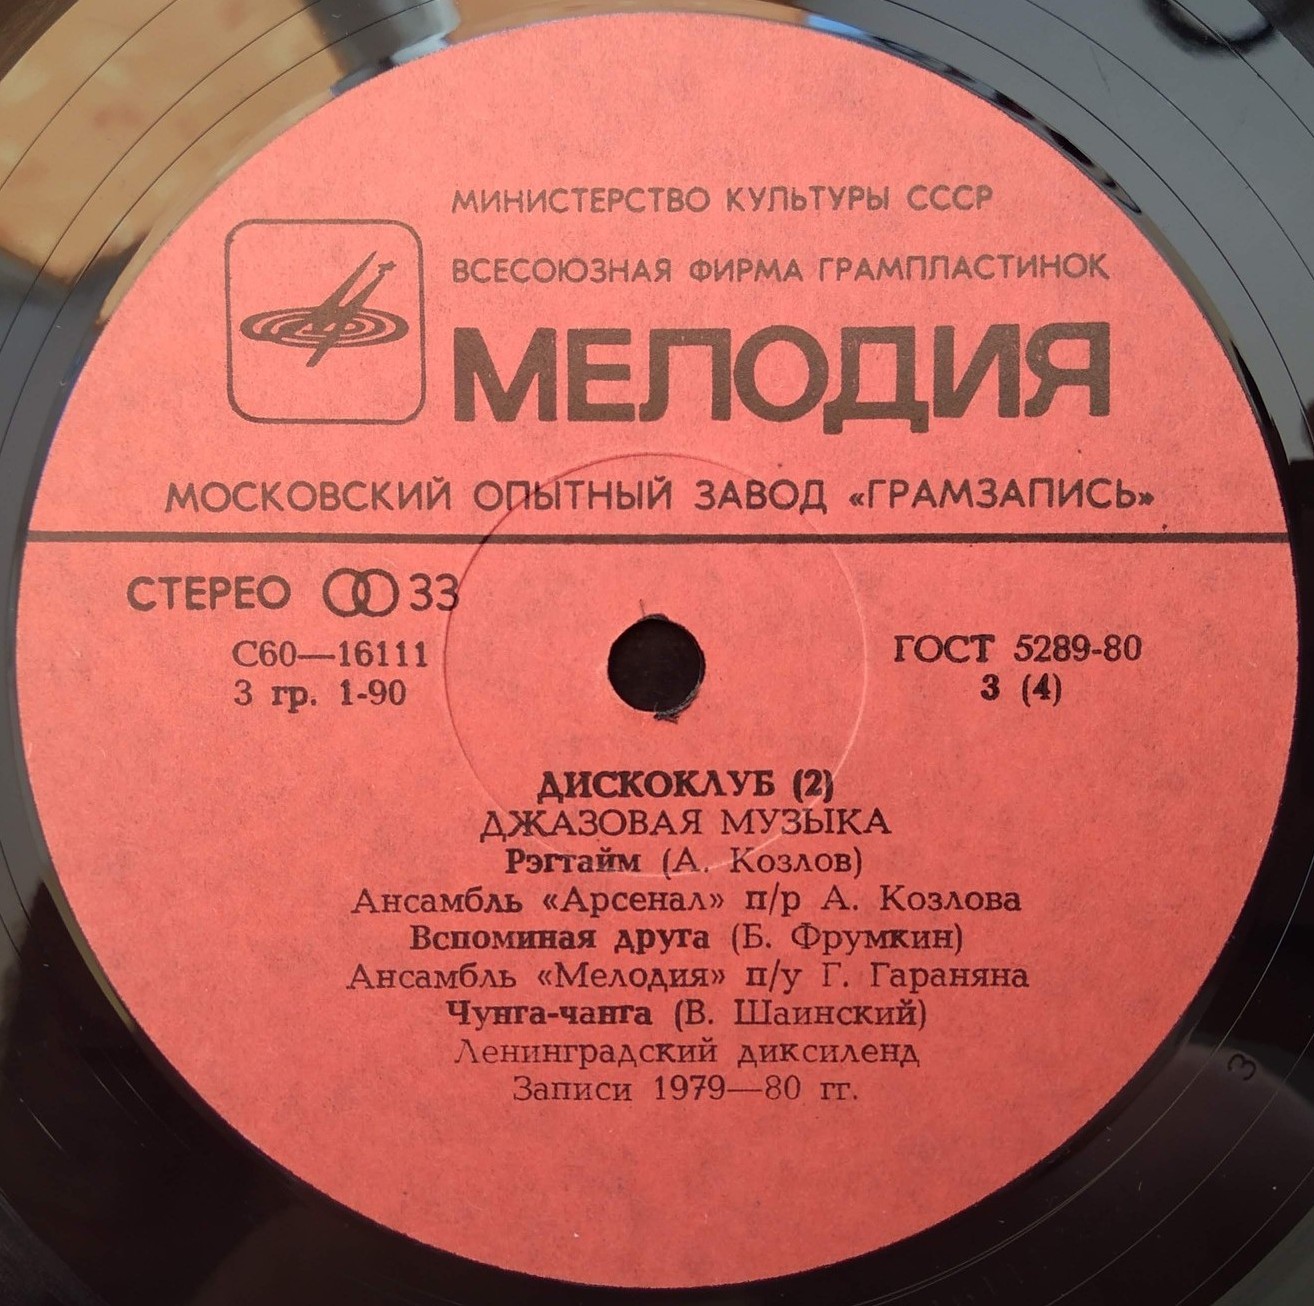 МИНИСТЕРСТВО КУЛЬТУРЫ СССР
ВСЕСОЮЗНАЯ ФИРМА ГРАМПЛАСТИНОК
МЕЛОДИЯ
МОСКОВСКИЙ ОПЫТНЫЙ ЗАВОД «ГРАМЗАПИСЬ»
СТЕРЕО 33
С60—16111
3 гр. 1-90
ГОСТ 5289-80
3 (4)
ДИСКОКЛУБ (2)
ДЖАЗОВАЯ МУЗЫКА
Рэгтайм (А. Козлов)
Ансамбль «Арсенал» п/р А. Козлова
Вспоминая друга (Б. Фрумкин)
Ансамбль «Мелодия» п/у Г. Гараняна
Чунга-чанга (В. Шаинский)
Ленинградский диксиленд
Записи 1979—80 гг.
3